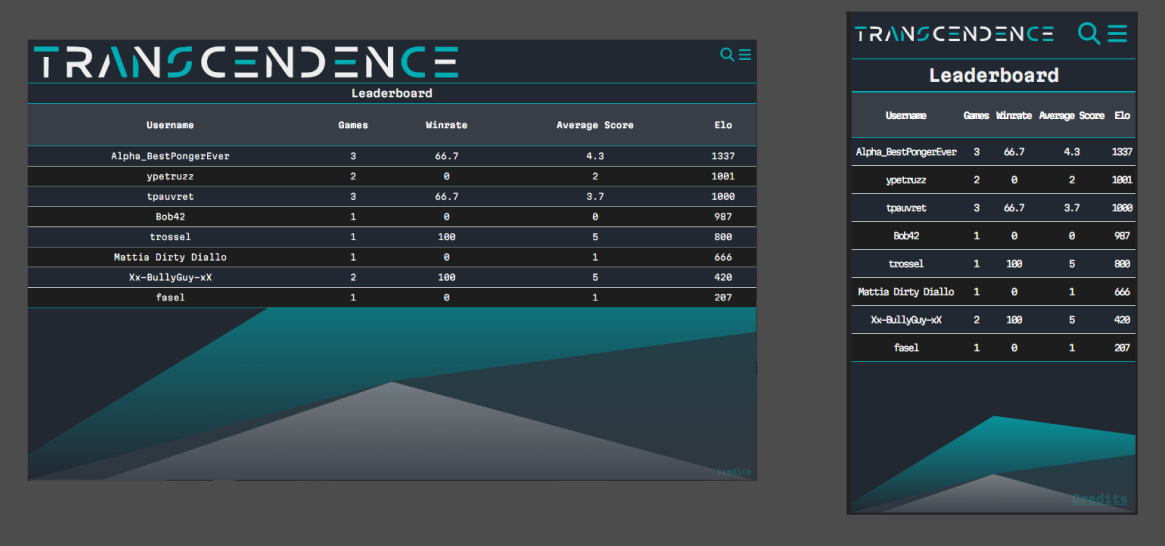 TRANSCENDENCE
Leaderboard
Username Games Winrate Average Score Elo
Alpha_BestPongerEver 3 66.7 4.3 1337
ypetruzz 2 0 2 1001
tpauvret 3 66.7 3.7 1000
Bob42 1 0 0 987
trossel 1 100 5 800
Mattia Dirty Diallo 1 0 1 666
Xx-BullyGuy-xX 2 100 5 420
fasel 1 0 1 207
Credits
TRANSCENDENCE
Leaderboard
Username Games Winrate Average Score Elo
Alpha_BestPongerEver 3 66.7 4.3 1337
ypetruzz 2 0 2 1001
tpauvret 3 66.7 3.7 1000
Bob42 1 0 0 987
trossel 1 100 5 800
Mattia Dirty Diallo 1 0 1 666
Xx-BullyGuy-xX 2 100 5 420
fasel 1 0 1 207
Credits